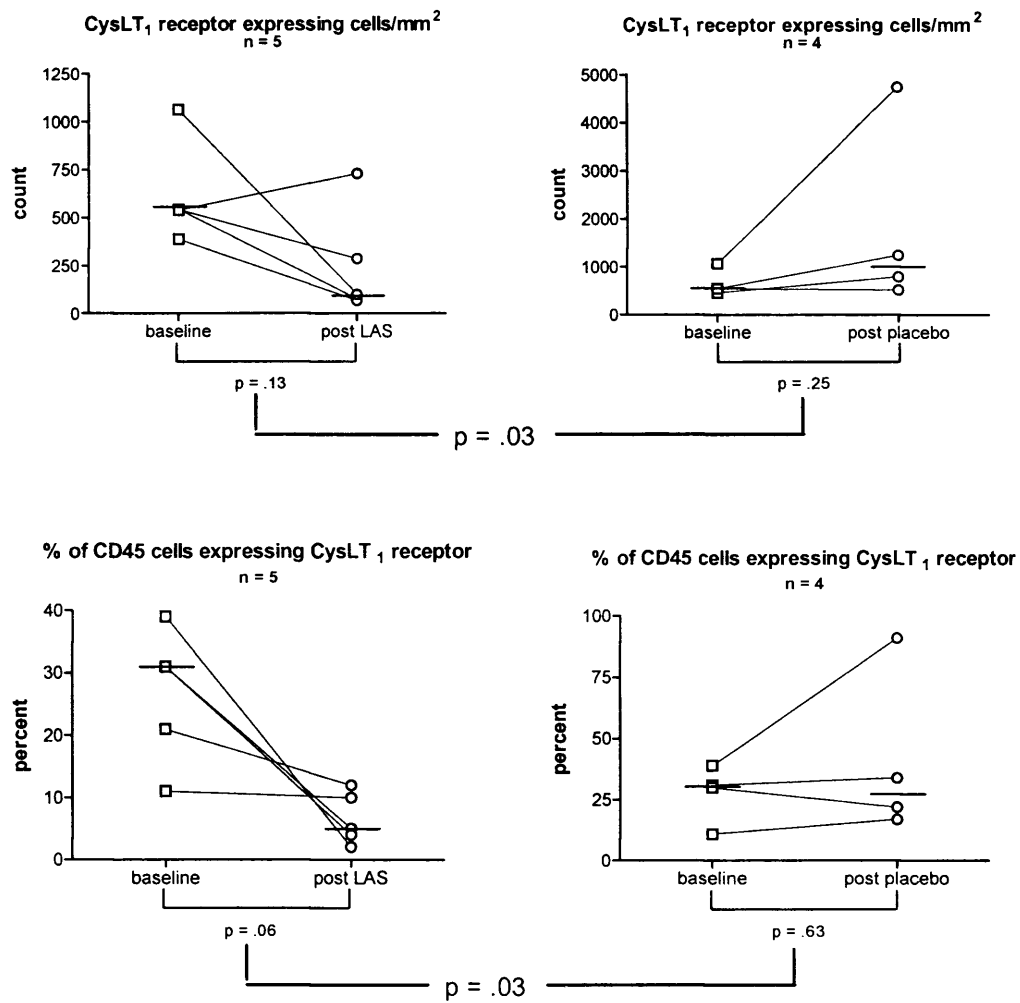 CysLT1 receptor expressing cells/mm2
n = 5
1250
1000
750
500
250
0
count
baseline
post LAS
p = .13
CysLT1 receptor expressing cells/mm2
n = 4
5000
4000
3000
2000
1000
0
count
baseline
post placebo
p = .25
p = .03
% of CD45 cells expressing CysLT 1 receptor
n = 5
40
30
20
10
0
percent
baseline
post LAS
p = .06
% of CD45 cells expressing CysLT 1 receptor
n = 4
100
75
50
25
0
percent
baseline
post placebo
p = .63
p = .03